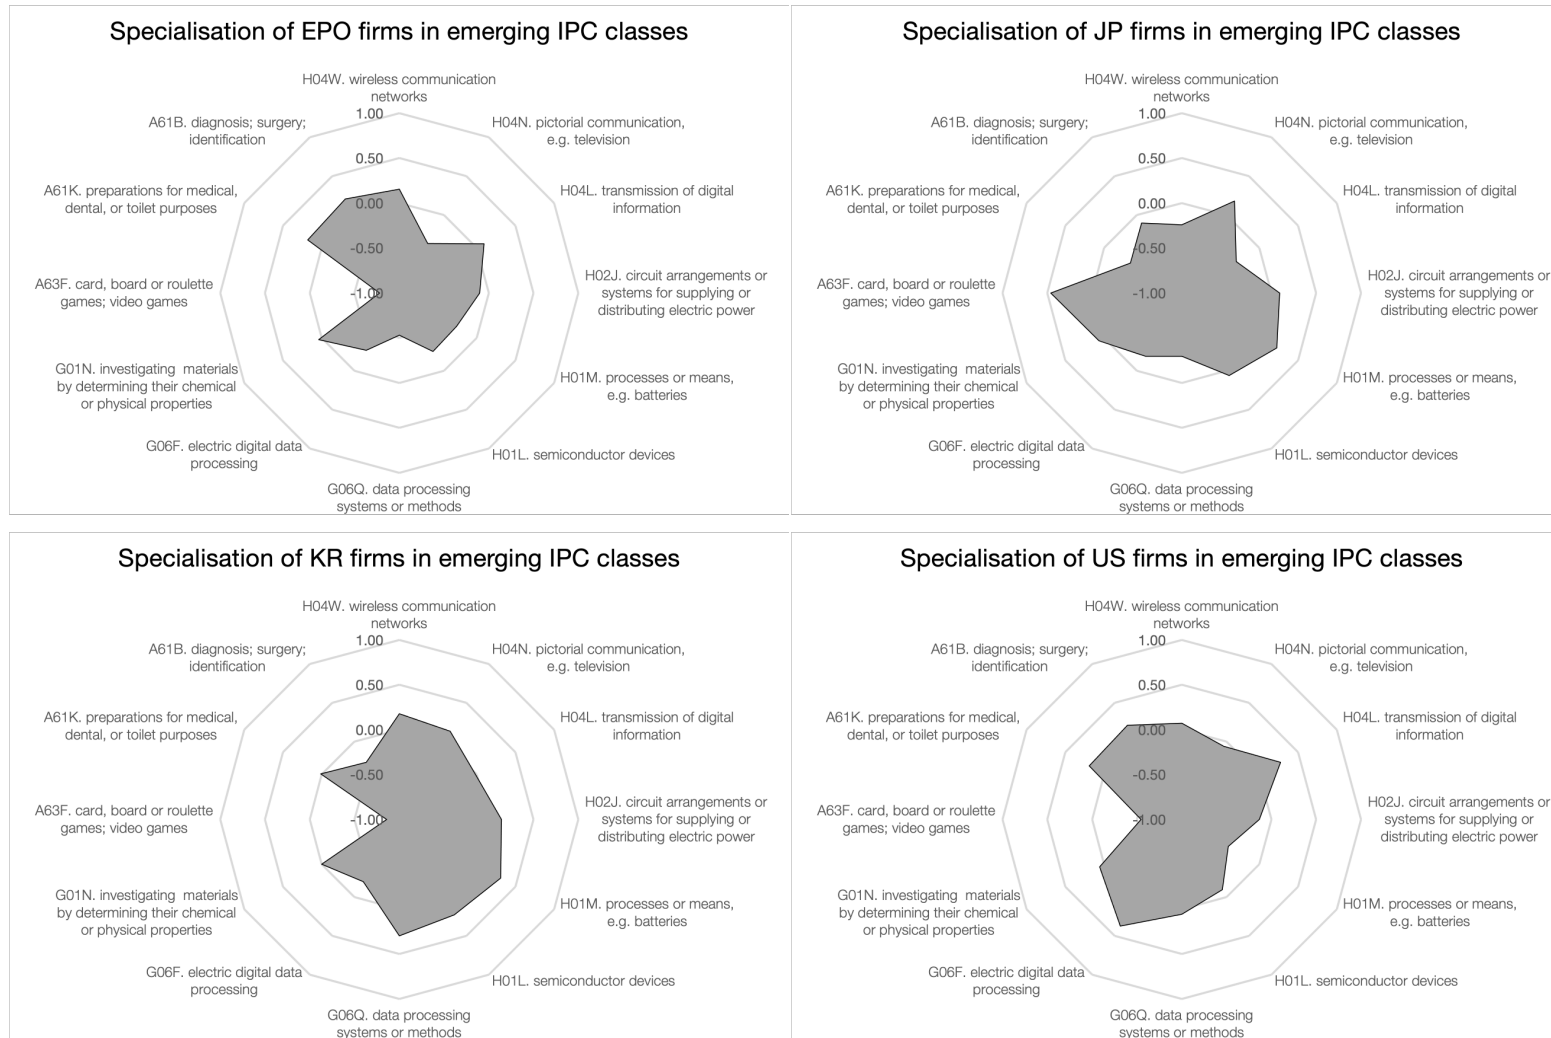 Specialisation of EPO firms in emerging IPC classes
H04W. wireless communication
networks
H04N. pictorial communication,
e.g. television
H04L. transmission of digital
information
H02J. circuit arrangements or
systems for supplying or
distributing electric power
H01M. processes or means,
e.g. batteries
H01L. semiconductor devices
G06Q. data processing
systems or methods
G06F. electric digital data
processing
G01N. investigating  materials
by determining their chemical
or physical properties
A63F. card, board or roulette
games; video games
A61K. preparations for medical,
dental, or toilet purposes
A61B. diagnosis; surgery;
identification
1.00
0.50
0.00
-0.50
-1.00
Specialisation of JP firms in emerging IPC classes
H04W. wireless communication
networks
H04N. pictorial communication,
e.g. television
H04L. transmission of digital
information
H02J. circuit arrangements or
systems for supplying or
distributing electric power
H01M. processes or means,
e.g. batteries
H01L. semiconductor devices
G06Q. data processing
systems or methods
G06F. electric digital data
processing
G01N. investigating  materials
by determining their chemical
or physical properties
A63F. card, board or roulette
games; video games
A61K. preparations for medical,
dental, or toilet purposes
A61B. diagnosis; surgery;
identification
1.00
0.50
0.00
-0.50
-1.00
Specialisation of KR firms in emerging IPC classes
H04W. wireless communication
networks
H04N. pictorial communication,
e.g. television
H04L. transmission of digital
information
H02J. circuit arrangements or
systems for supplying or
distributing electric power
H01M. processes or means,
e.g. batteries
H01L. semiconductor devices
G06Q. data processing
systems or methods
G06F. electric digital data
processing
G01N. investigating  materials
by determining their chemical
or physical properties
A63F. card, board or roulette
games; video games
A61K. preparations for medical,
dental, or toilet purposes
A61B. diagnosis; surgery;
identification
1.00
0.50
0.00
-0.50
-1.00
Specialisation of US firms in emerging IPC classes
H04W. wireless communication
networks
H04N. pictorial communication,
e.g. television
H04L. transmission of digital
information
H02J. circuit arrangements or
systems for supplying or
distributing electric power
H01M. processes or means,
e.g. batteries
H01L. semiconductor devices
G06Q. data processing
systems or methods
G06F. electric digital data
processing
G01N. investigating  materials
by determining their chemical
or physical properties
A63F. card, board or roulette
games; video games
A61K. preparations for medical,
dental, or toilet purposes
A61B. diagnosis; surgery;
identification
1.00
0.50
0.00
-0.50
-1.00